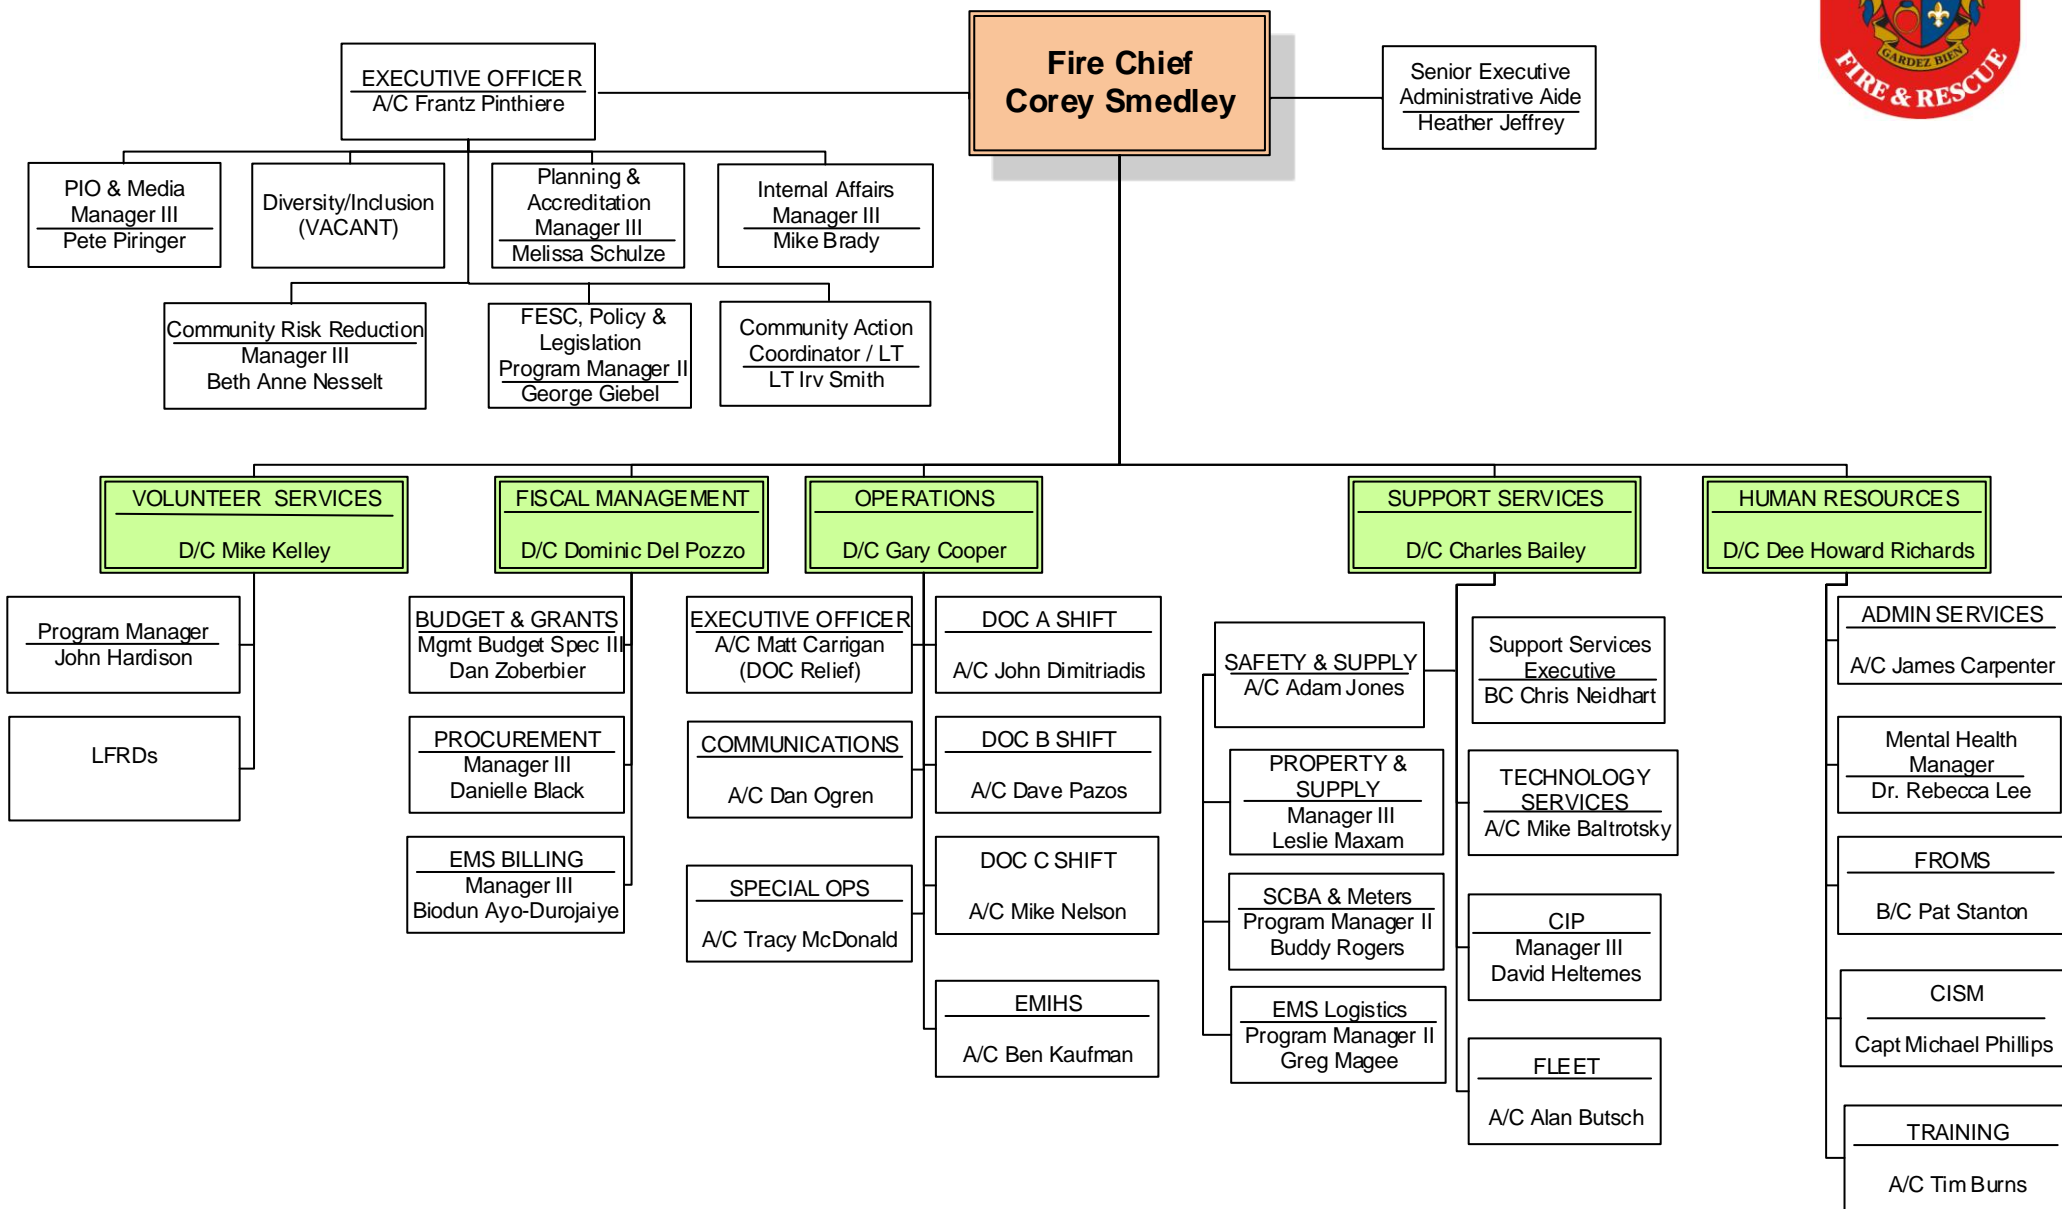 GARDEZ BIEN
FIRE & RESCUE
Fire Chief
Corey Smedley
EXECUTIVE OFFICER
A/C Frantz Pinthiere
Senior Executive
Administrative Aide
Heather Jeffrey
PIO & Media
Manager III
Pete Piringer
Diversity/Inclusion
(VACANT)
Planning &
Accreditation
Manager III
Melissa Schulze
Internal Affairs
Manager III
Mike Brady
Community Risk Reduction
Manager III
Beth Anne Nesselt
FESC, Policy &
Legislation
Program Manager II
George Giebel
Community Action
Coordinator / LT
LT Irv Smith
VOLUNTEER SERVICES
D/C Mike Kelley
Program Manager
John Hardison
LFRDs
FISCAL MANAGEMENT
D/C Dominic Del Pozzo
BUDGET & GRANTS
Mgmt Budget Spec III
Dan Zoberbier
PROCUREMENT
Manager III
Danielle Black
EMS BILLING
Manager III
Biodun Ayo-Durojaiye
OPERATIONS
D/C Gary Cooper
EXECUTIVE OFFICER
A/C Matt Carrigan
(DOC Relief)
COMMUNICATIONS
A/C Dan Ogren
SPECIAL OPS
A/C Tracy McDonald
DOC A SHIFT
A/C John Dimitriadis
DOC B SHIFT
A/C Dave Pazos
DOC C SHIFT
A/C Mike Nelson
EMIHS
A/C Ben Kaufman
SUPPORT SERVICES
D/C Charles Bailey
SAFETY & SUPPLY
A/C Adam Jones
PROPERTY &
SUPPLY
Manager III
Leslie Maxam
SCBA & Meters
Program Manager II
Buddy Rogers
EMS Logistics
Program Manager II
Greg Magee
Support Services
Executive
BC Chris Neidhart
TECHNOLOGY
SERVICES
A/C Mike Baltrotsky
CIP
Manager III
David Heltemes
FLEET
A/C Alan Butsch
HUMAN RESOURCES
D/C Dee Howard Richards
ADMIN SERVICES
A/C James Carpenter
Mental Health
Manager
Dr. Rebecca Lee
FROMS
B/C Pat Stanton
CISM
Capt Michael Phillips
TRAINING
A/C Tim Burns